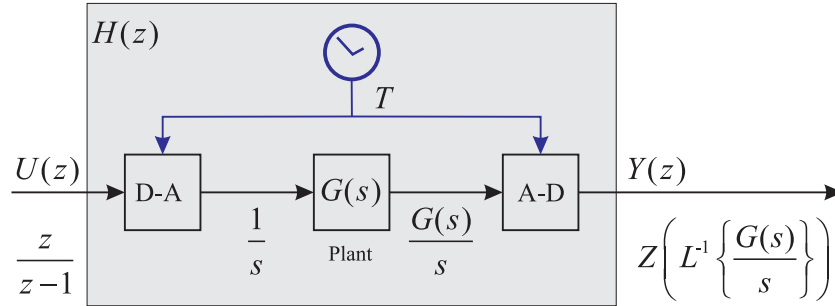 H(z)
T
U(z)
D-A
G(s)
A-D
Y(z)
Plant
z/(z-1)
1/s
G(s)/s
Z(L⁻¹{G(s)/s})